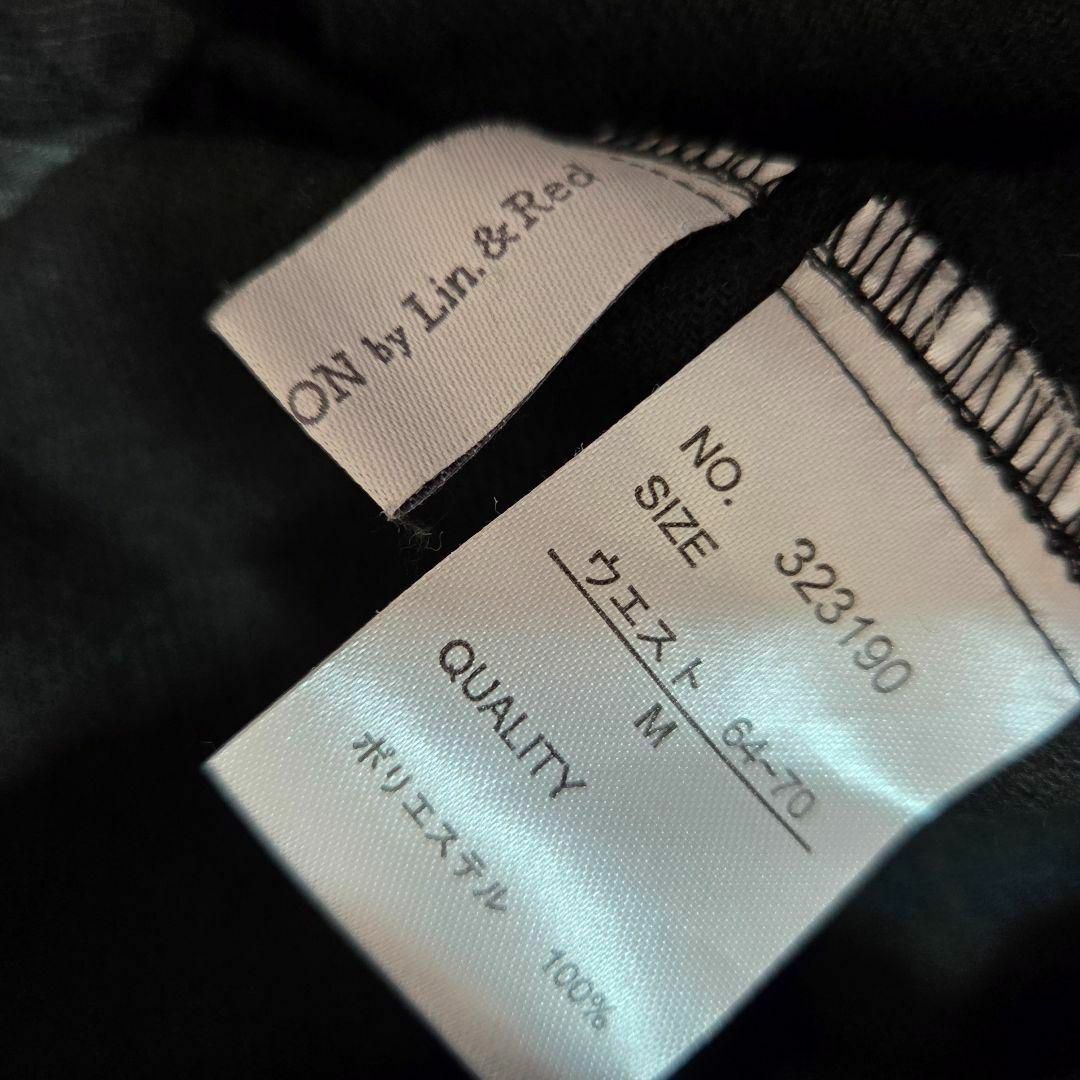 ON by Lin. & Red
NO. 323190
SIZE
ウエスト 64-70
M
QUALITY
ポリエステル 100%